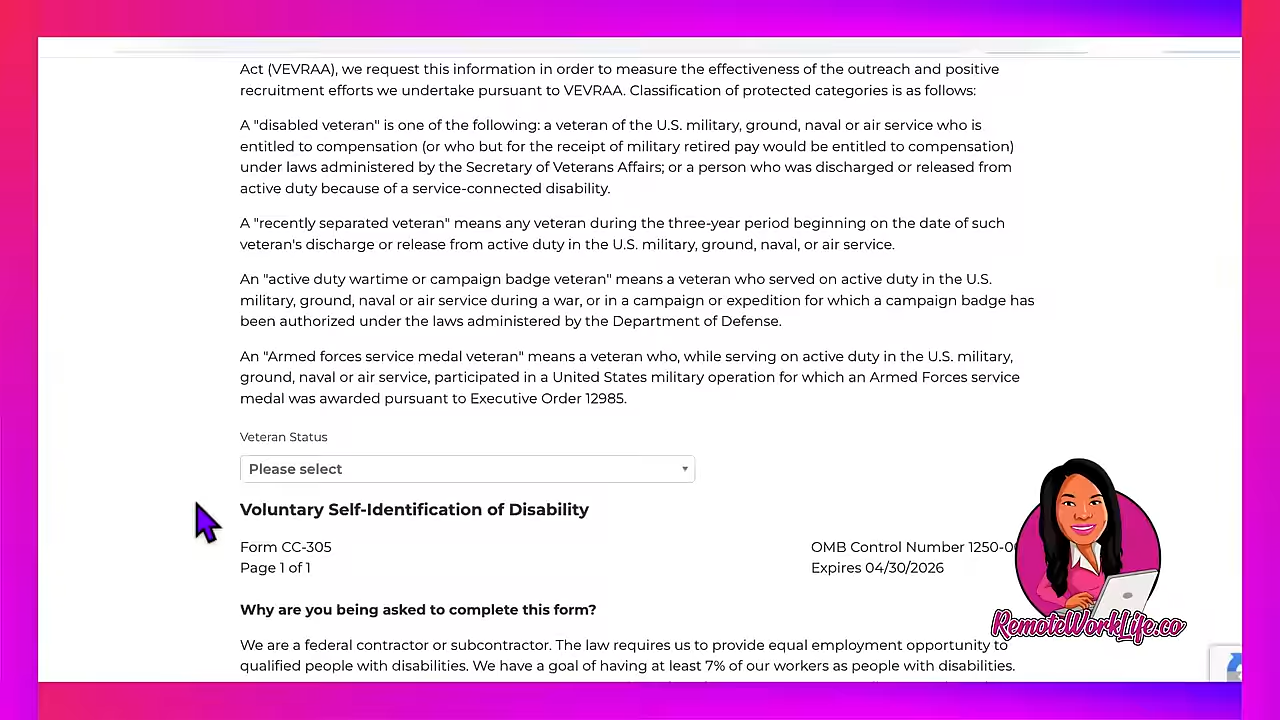 Act (VEVRAA), we request this information in order to measure the effectiveness of the outreach and positive
recruitment efforts we undertake pursuant to VEVRAA. Classification of protected categories is as follows:
A "disabled veteran" is one of the following: a veteran of the U.S. military, ground, naval or air service who is
entitled to compensation (or who but for the receipt of military retired pay would be entitled to compensation)
under laws administered by the Secretary of Veterans Affairs; or a person who was discharged or released from
active duty because of a service-connected disability.
A "recently separated veteran" means any veteran during the three-year period beginning on the date of such
veteran's discharge or release from active duty in the U.S. military, ground, naval, or air service.
An "active duty wartime or campaign badge veteran" means a veteran who served on active duty in the U.S.
military, ground, naval or air service during a war, or in a campaign or expedition for which a campaign badge has
been authorized under the laws administered by the Department of Defense.
An "Armed forces service medal veteran" means a veteran who, while serving on active duty in the U.S. military,
ground, naval or air service, participated in a United States military operation for which an Armed Forces service
medal was awarded pursuant to Executive Order 12985.
Veteran Status
Please select
Voluntary Self-Identification of Disability
Form CC-305
OMB Control Number 1250-0
Page 1 of 1
Expires 04/30/2026
Why are you being asked to complete this form?
RemoteWorkLife.co
We are a federal contractor or subcontractor. The law requires us to provide equal employment opportunity to
qualified people with disabilities. We have a goal of having at least 7% of our workers as people with disabilities.